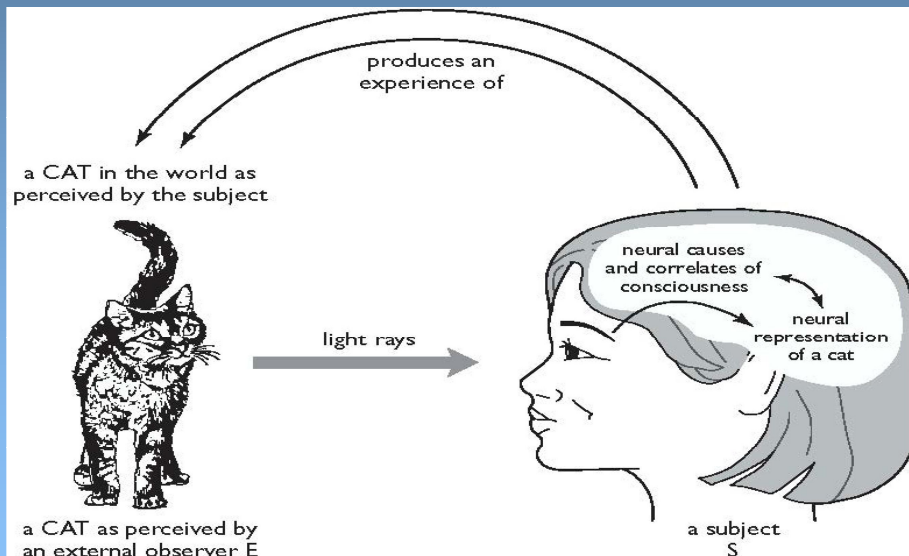 produces an
experience of
a CAT in the world as
perceived by the subject
neural causes
and correlates of
consciousness
neural
representation
of a cat
light rays
a CAT as perceived by
an external observer E
a subject
S